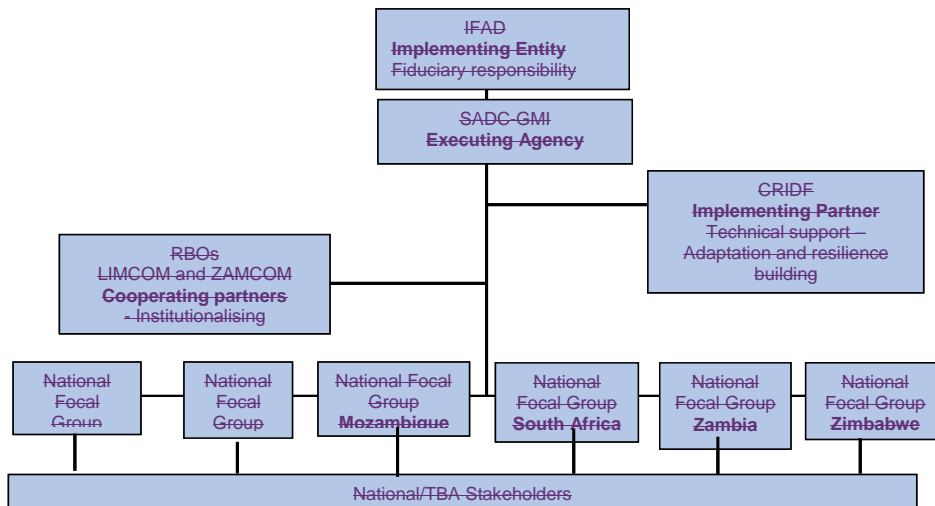 IFAD
Implementing Entity
Fiduciary responsibility
SADC-GMI
Executing Agency
CRIDF
Implementing Partner
Technical support –
Adaptation and resilience
building
RBOs
LIMCOM and ZAMCOM
Cooperating partners
- Institutionalising
National
Focal
Group
National
Focal
Group
National Focal
Group
Mozambique
National
Focal Group
South Africa
National
Focal Group
Zambia
National
Focal Group
Zimbabwe
National/TBA Stakeholders